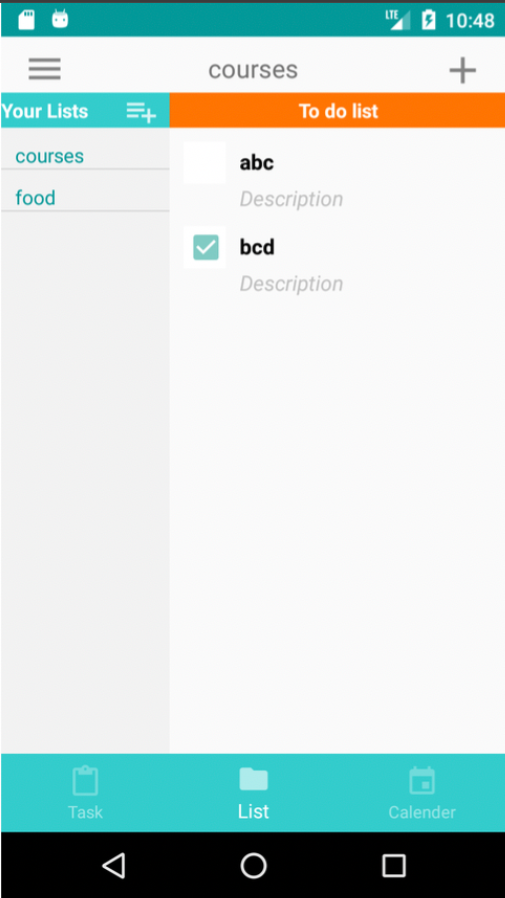 LTE 10:48
courses
Your Lists
To do list
courses
food
abc
Description
bcd
Description
Task
List
Calender